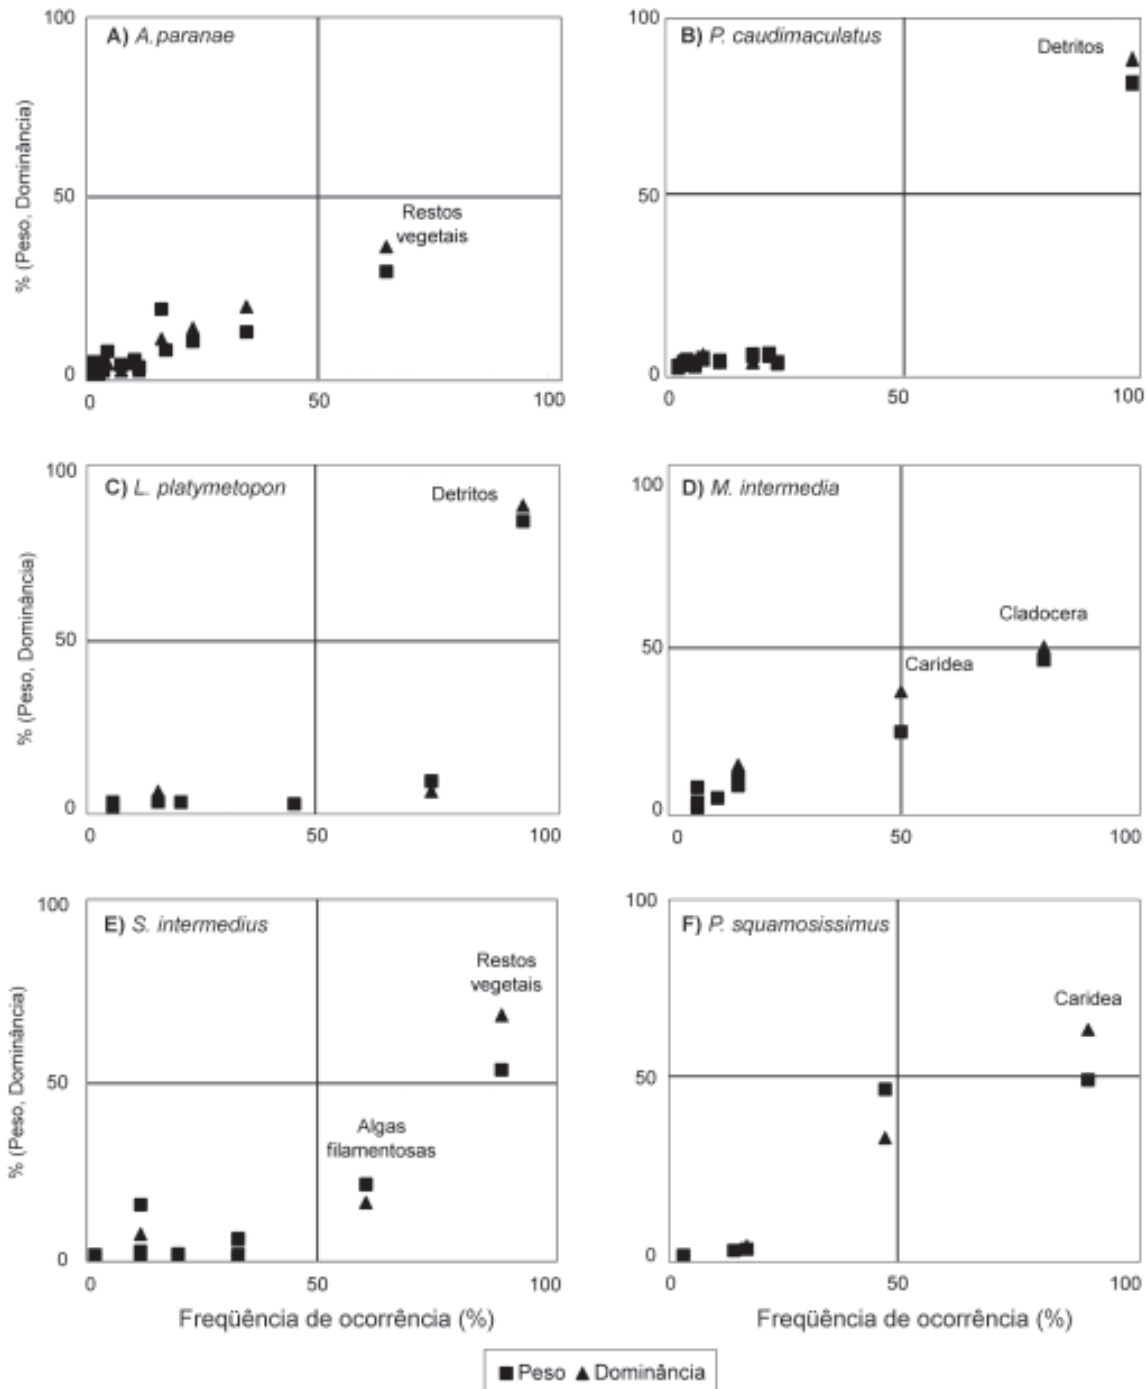 100
A) A. paranae
% (Peso, Dominância)
50
Restos
vegetais
0
0
50
100
100
B) P. caudimaculatus
Detritos
50
0
0
50
100
100
C) L. platymetopon
Detritos
% (Peso, Dominância)
50
0
0
50
100
100
D) M. intermedia
Cladocera
50
Caridea
0
0
50
100
100
E) S. intermedius
Restos
vegetais
% (Peso, Dominância)
50
Algas
filamentosas
0
0
50
100
Freqüência de ocorrência (%)
100
F) P. squamosissimus
Caridea
50
0
0
50
100
Freqüência de ocorrência (%)
Peso Dominância